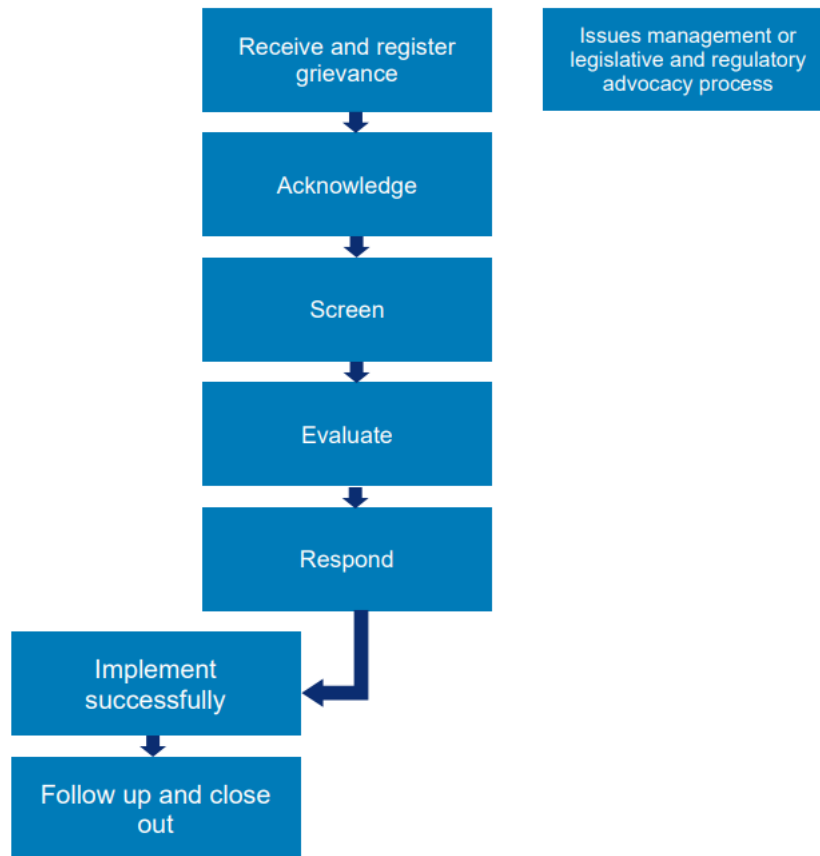 Receive and register
grievance
Issues management or
legislative and regulatory
advocacy process
Acknowledge
Screen
Evaluate
Respond
Implement
successfully
Follow up and close
out